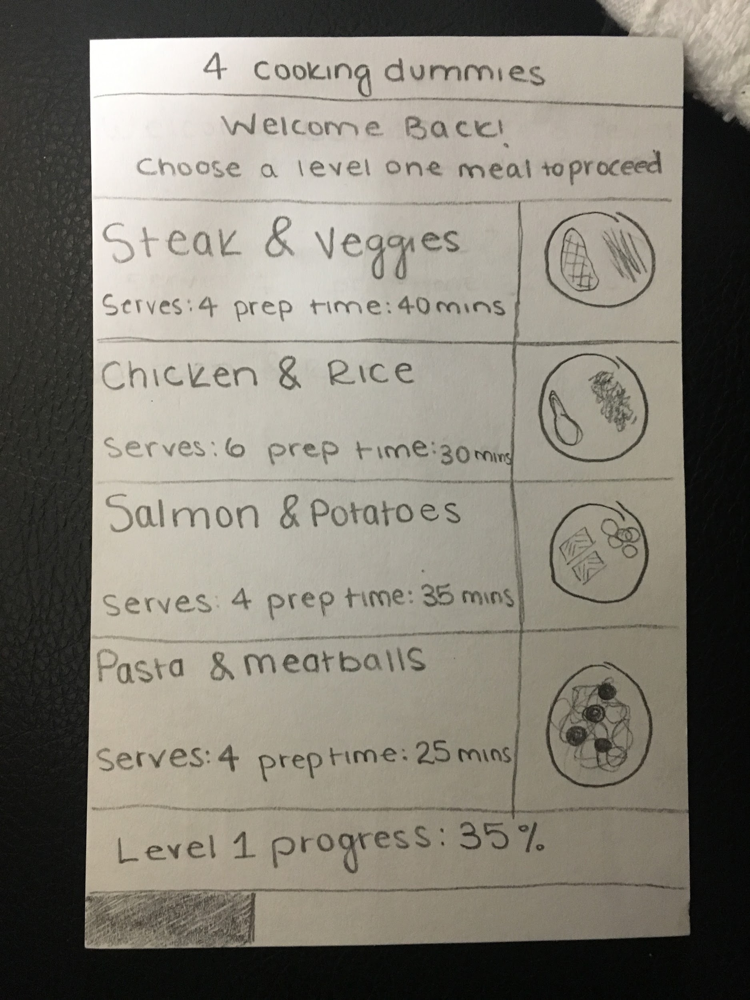 4 cooking dummies
Welcome Back!
Choose a level one meal to proceed
Steak & Veggies
Serves: 4 prep time: 40 mins
Chicken & Rice
Serves: 6 prep time: 30 mins
Salmon & Potatoes
Serves: 4 prep time: 35 mins
Pasta & meatballs
Serves: 4 prep time: 25 mins
Level 1 progress: 35%